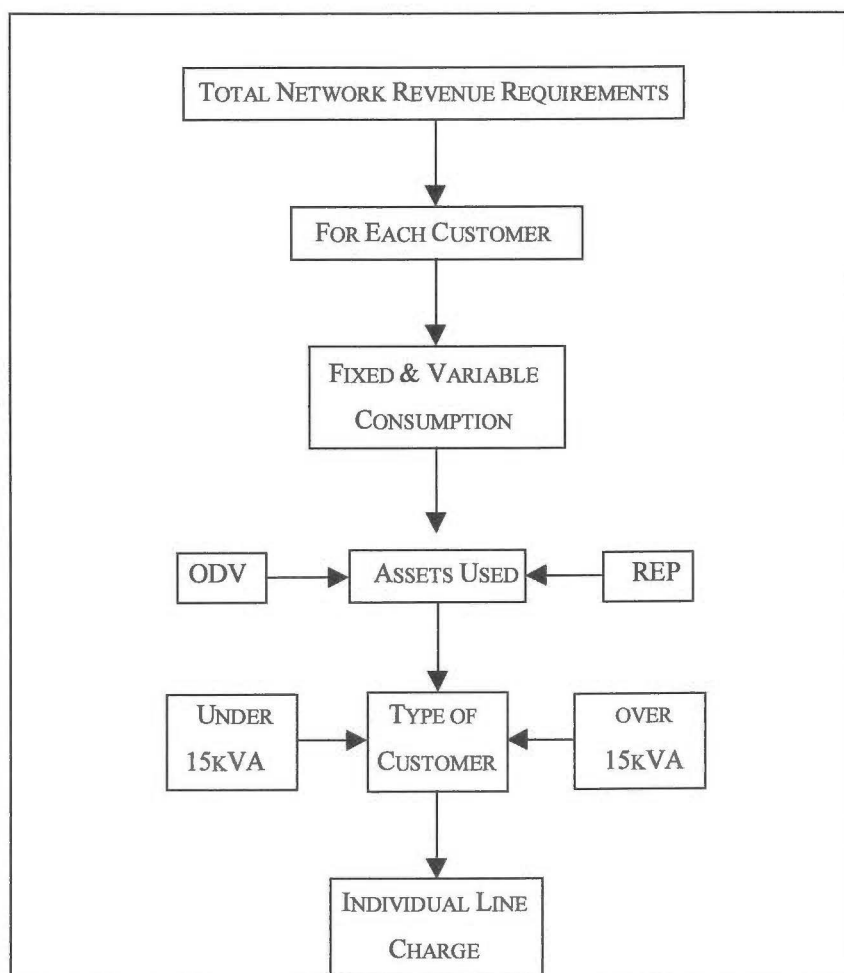 TOTAL NETWORK REVENUE REQUIREMENTS
FOR EACH CUSTOMER
FIXED & VARIABLE
CONSUMPTION
ODV
ASSETS USED
REP
UNDER
15KVA
TYPE OF
CUSTOMER
OVER
15KVA
INDIVIDUAL LINE
CHARGE